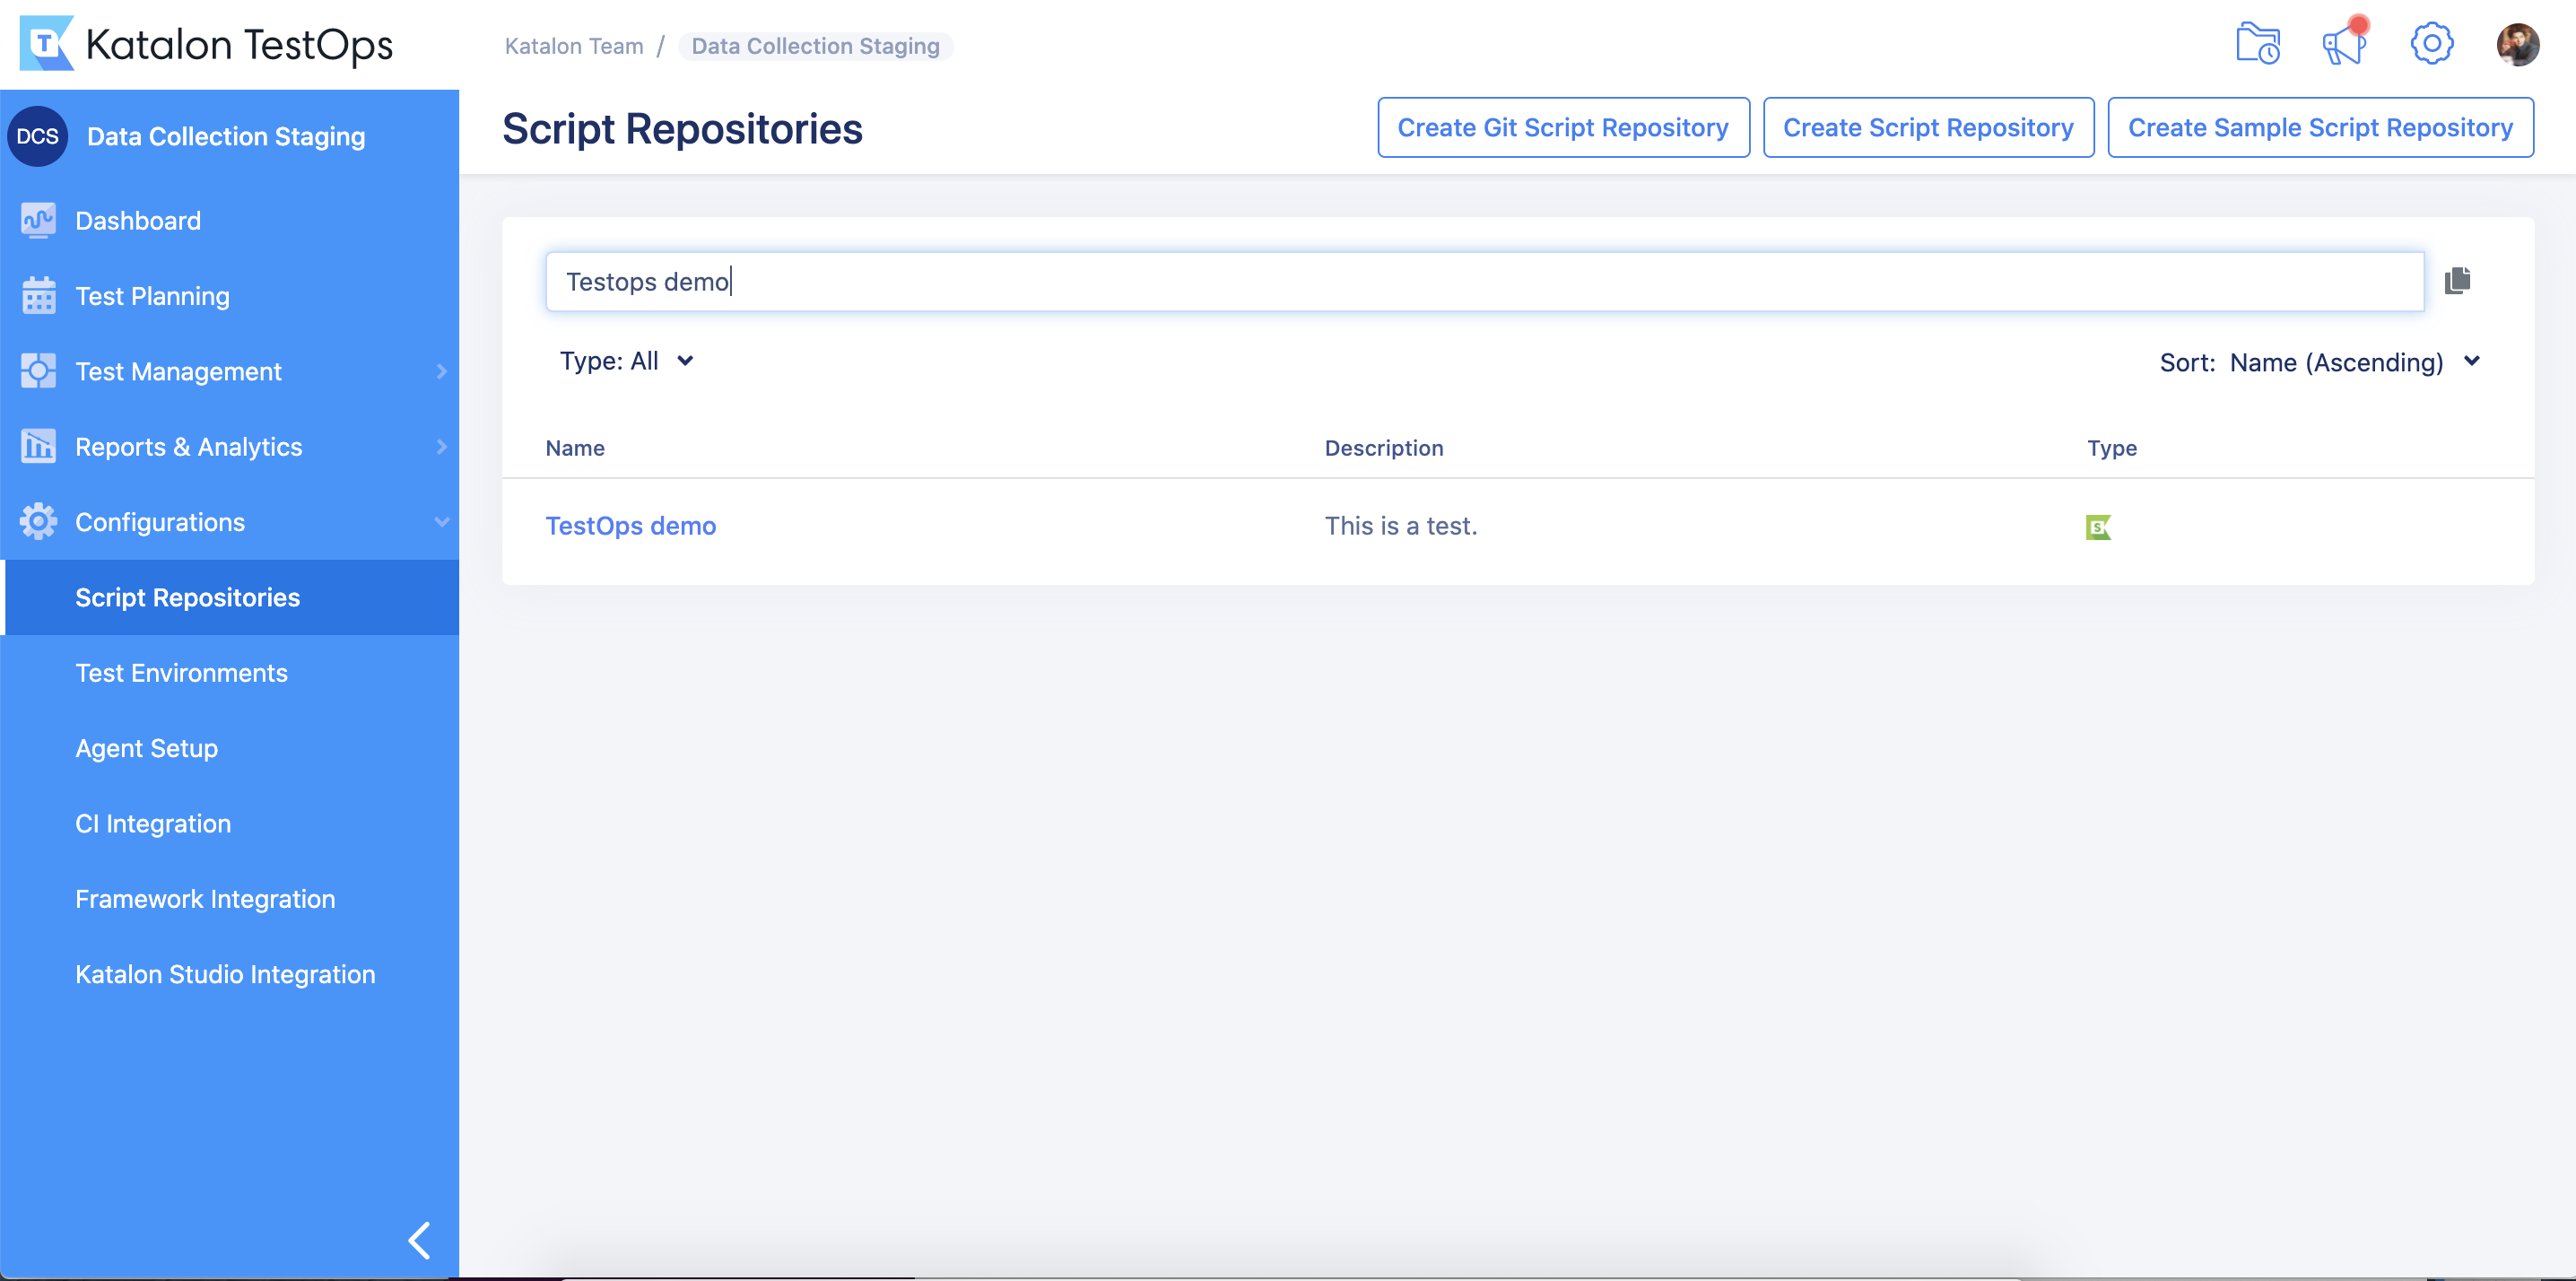 Katalon TestOps
Katalon Team / Data Collection Staging
DCS Data Collection Staging
Script Repositories
Create Git Script Repository
Create Script Repository
Create Sample Script Repository
Dashboard
Test Planning
Test Management
Reports & Analytics
Configurations
Script Repositories
Test Environments
Agent Setup
CI Integration
Framework Integration
Katalon Studio Integration
Testops demo
Type: All
Sort: Name (Ascending)
Name Description Type
TestOps demo This is a test.